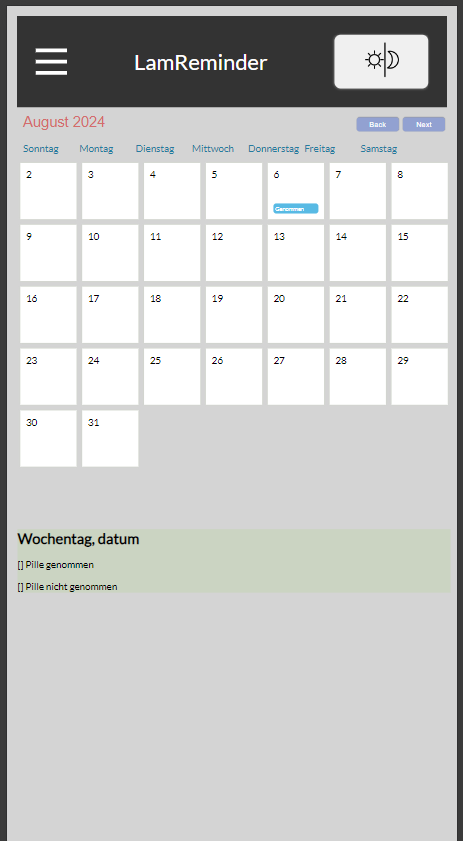 LamReminder
August 2024 Back Next
Sonntag Montag Dienstag Mittwoch Donnerstag Freitag Samstag
2 3 4 5 6 7 8
Genommen
9 10 11 12 13 14 15
16 17 18 19 20 21 22
23 24 25 26 27 28 29
30 31
Wochentag, datum
[] Pille genommen
[] Pille nicht genommen